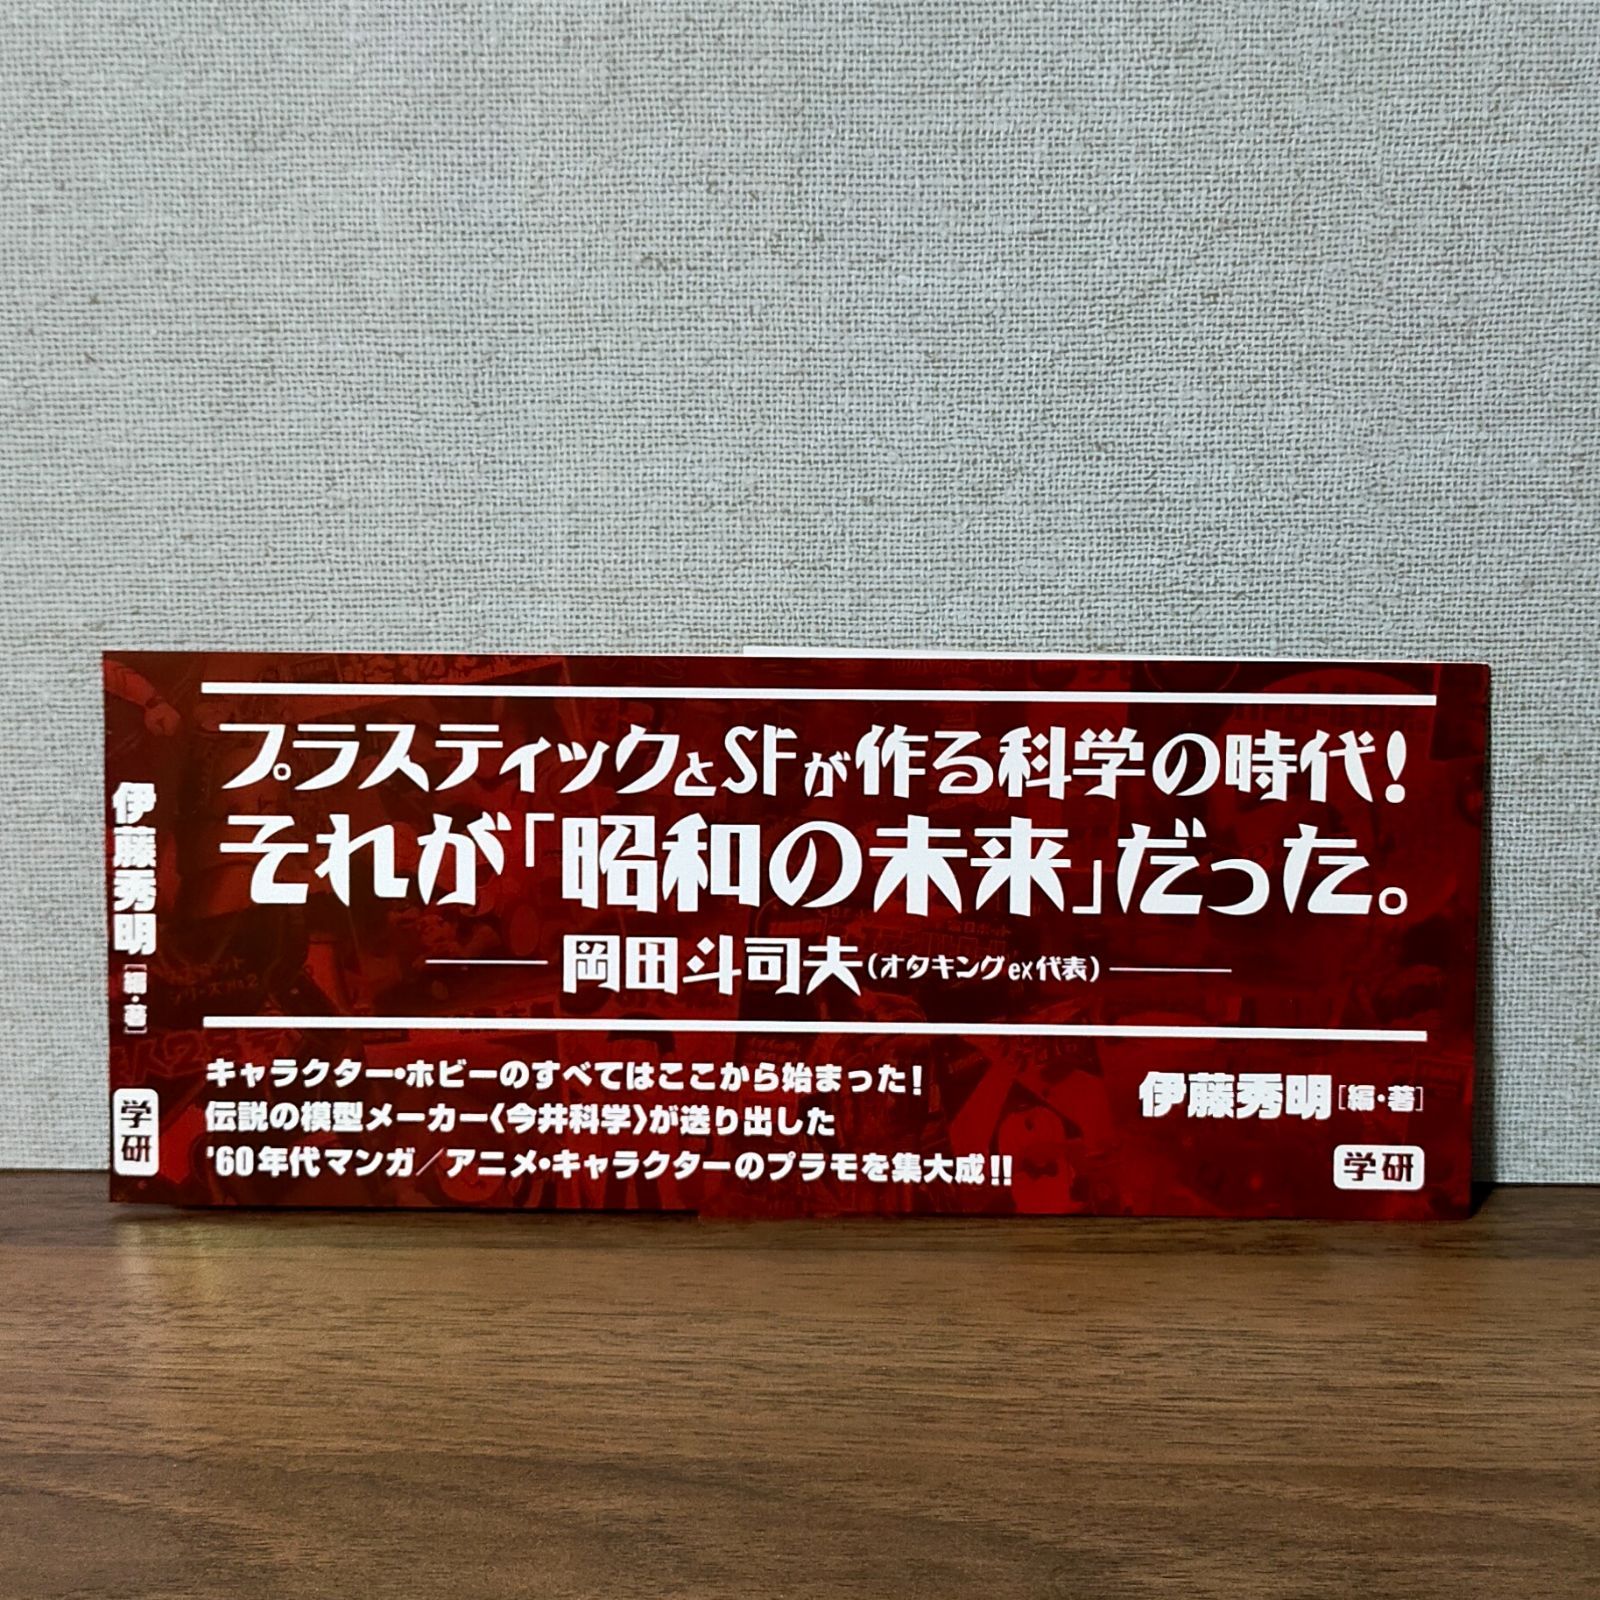 プラスティックとSFが作る科学の時代！
それが「昭和の未来」だった。
岡田斗司夫（オタキングex代表）
キャラクター・ホビーのすべてはここから始まった！
伝説の模型メーカー〈今井科学〉が送り出した
'60年代マンガ／アニメ・キャラクターのプラモを集大成!!
伊藤秀明［編・著］
学研
伊藤秀明［編・著］
学研